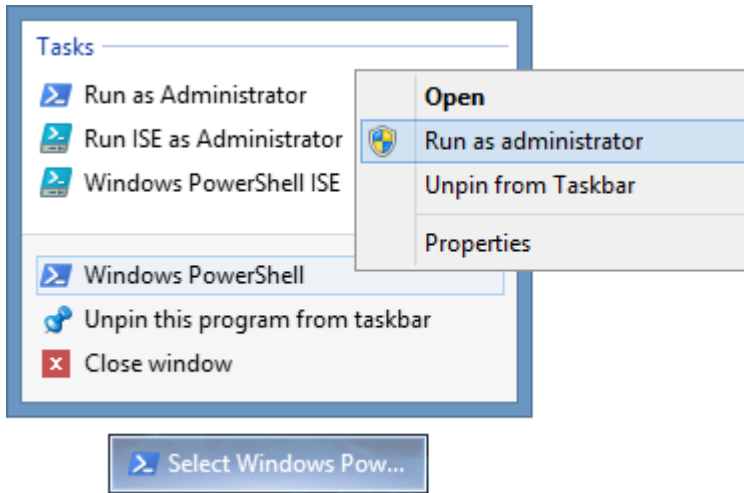 Tasks
Run as Administrator
Run ISE as Administrator
Windows PowerShell ISE
Windows PowerShell
Unpin this program from taskbar
Close window
Open
Run as administrator
Unpin from Taskbar
Properties
Select Windows Pow...